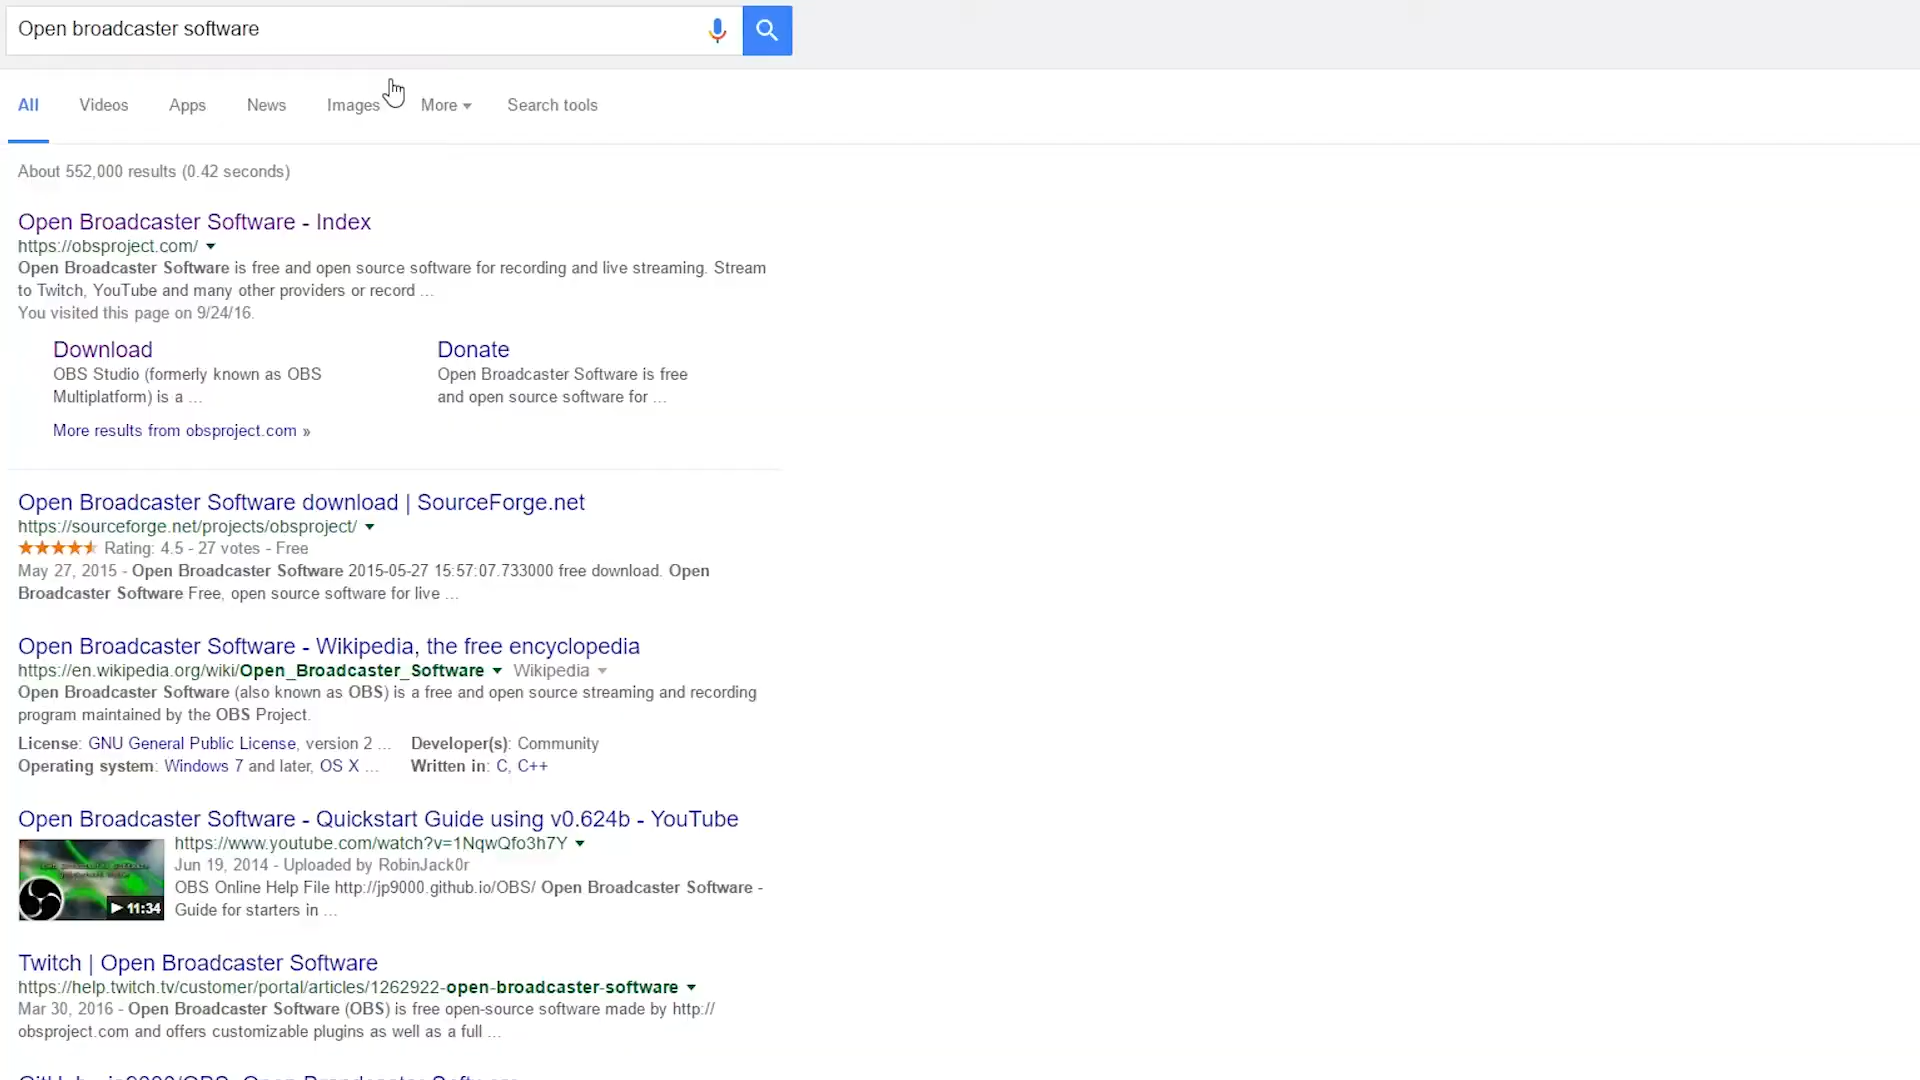 Open broadcaster software
All Videos Apps News Images More Search tools
About 552,000 results (0.42 seconds)
Open Broadcaster Software - Index
https://obsproject.com/
Open Broadcaster Software is free and open source software for recording and live streaming. Stream
to Twitch, YouTube and many other providers or record ...
You visited this page on 9/24/16.
Download
OBS Studio (formerly known as OBS
Multiplatform) is a ...
Donate
Open Broadcaster Software is free
and open source software for ...
More results from obsproject.com »
Open Broadcaster Software download | SourceForge.net
https://sourceforge.net/projects/obsproject/
Rating: 4.5 - 27 votes - Free
May 27, 2015 - Open Broadcaster Software 2015-05-27 15:57:07.733000 free download. Open
Broadcaster Software Free, open source software for live ...
Open Broadcaster Software - Wikipedia, the free encyclopedia
https://en.wikipedia.org/wiki/Open_Broadcaster_Software Wikipedia
Open Broadcaster Software (also known as OBS) is a free and open source streaming and recording
program maintained by the OBS Project.
License: GNU General Public License, version 2 ... Developer(s): Community
Operating system: Windows 7 and later, OS X ... Written in: C, C++
Open Broadcaster Software - Quickstart Guide using v0.624b - YouTube
https://www.youtube.com/watch?v=1NqwQfo3h7Y
Jun 19, 2014 - Uploaded by RobinJack0r
OBS Online Help File http://jp9000.github.io/OBS/ Open Broadcaster Software -
Guide for starters in ...
11:34
Twitch | Open Broadcaster Software
https://help.twitch.tv/customer/portal/articles/1262922-open-broadcaster-software
Mar 30, 2016 - Open Broadcaster Software (OBS) is free open-source software made by http://
obsproject.com and offers customizable plugins as well as a full ...
GitHub - jp9000/OBS: Open Broadcaster Software